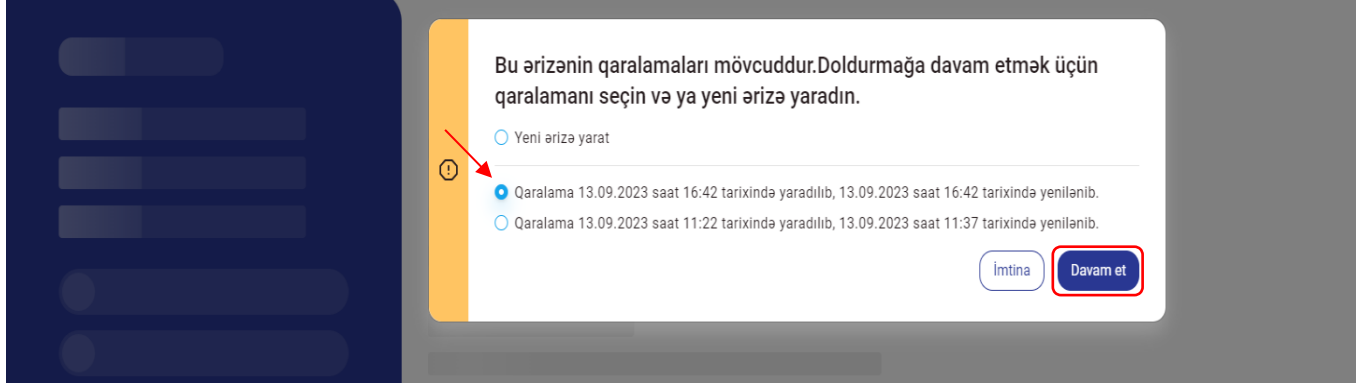 Bu ərizənin qaralamaları mövcuddur.Doldurmağa davam etmək üçün
qaralamanı seçin və ya yeni ərizə yaradın.
Yeni ərizə yarat
Qaralama 13.09.2023 saat 16:42 tarixində yaradılıb, 13.09.2023 saat 16:42 tarixində yenilənib.
Qaralama 13.09.2023 saat 11:22 tarixində yaradılıb, 13.09.2023 saat 11:37 tarixində yenilənib.
İmtina
Davam et